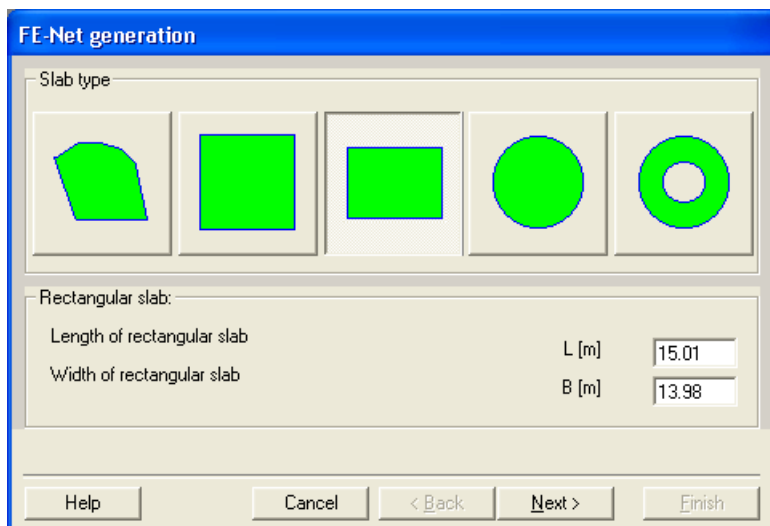 FE-Net generation
Slab type
Rectangular slab:
Length of rectangular slab L [m] 15.01
Width of rectangular slab B [m] 13.98
Help Cancel < Back Next > Finish